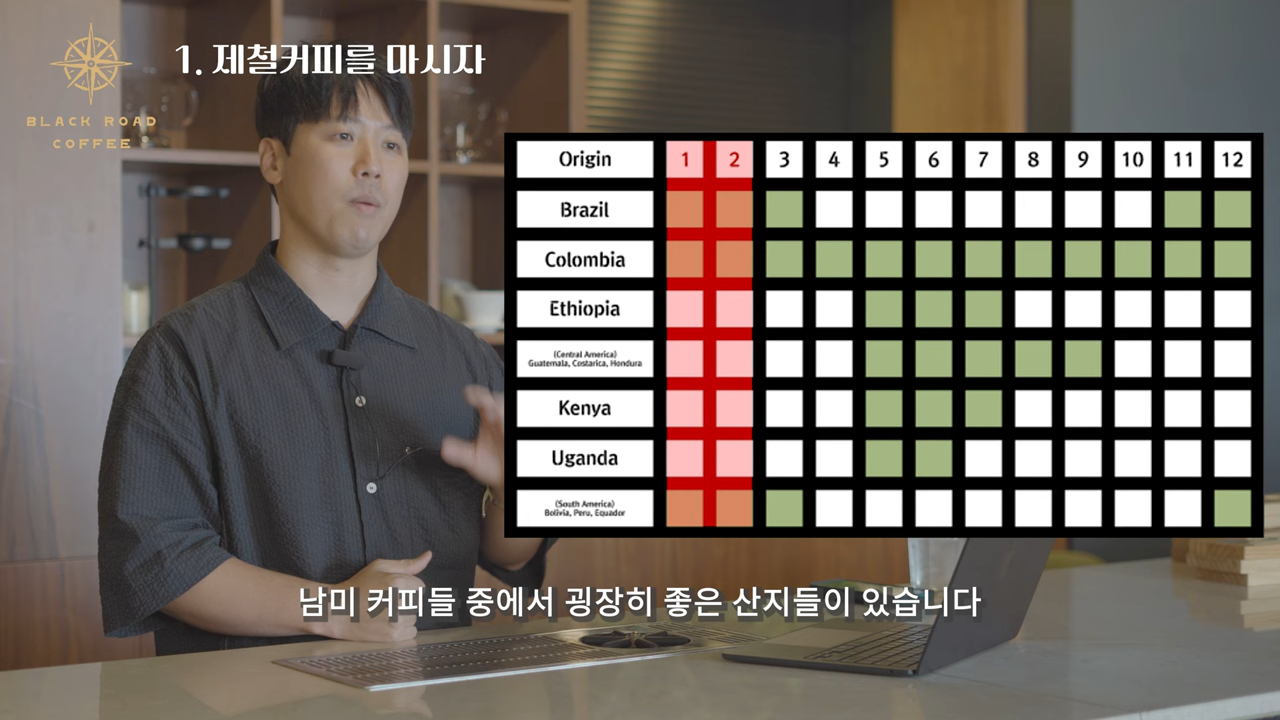 1. 제철커피를 마시자
BLACK ROAD
COFFEE
Origin 1 2 3 4 5 6 7 8 9 10 11 12
Brazil
Colombia
Ethiopia
(Central America)
Guatemala, Costarica, Hondura
Kenya
Uganda
(South America)
Bolivia, Peru, Equador
남미 커피들 중에서 굉장히 좋은 산지들이 있습니다